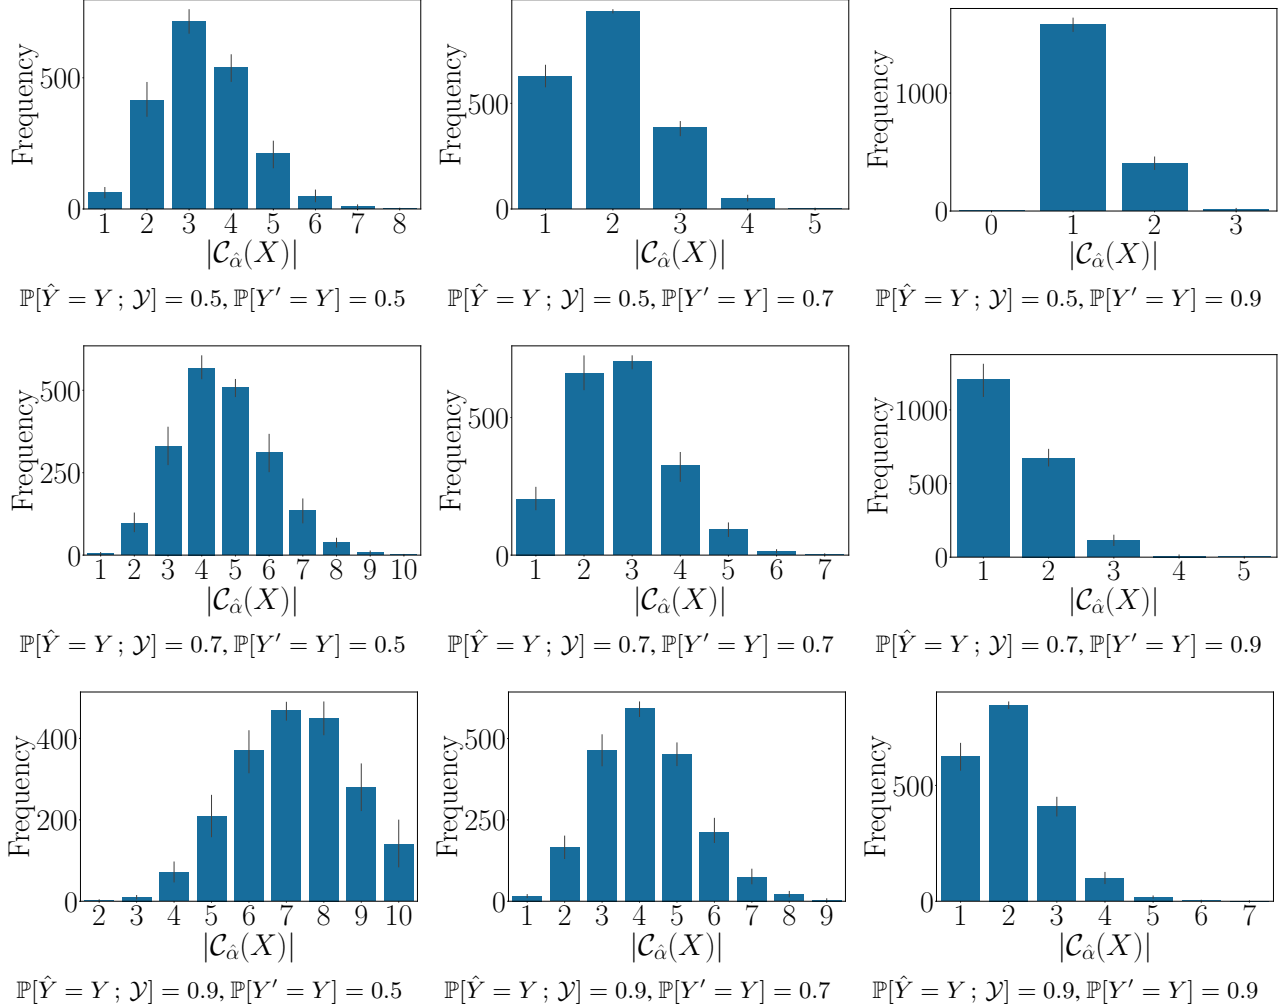 Frequency
500
0
1 2 3 4 5 6 7 8
|𝒞_α̂(X)|
ℙ[Ŷ = Y ; 𝒴] = 0.5, ℙ[Y′ = Y] = 0.5
Frequency
500
0
1 2 3 4 5
|𝒞_α̂(X)|
ℙ[Ŷ = Y ; 𝒴] = 0.5, ℙ[Y′ = Y] = 0.7
Frequency
1000
0
0 1 2 3
|𝒞_α̂(X)|
ℙ[Ŷ = Y ; 𝒴] = 0.5, ℙ[Y′ = Y] = 0.9
Frequency
500
250
0
1 2 3 4 5 6 7 8 9 10
|𝒞_α̂(X)|
ℙ[Ŷ = Y ; 𝒴] = 0.7, ℙ[Y′ = Y] = 0.5
Frequency
500
0
1 2 3 4 5 6 7
|𝒞_α̂(X)|
ℙ[Ŷ = Y ; 𝒴] = 0.7, ℙ[Y′ = Y] = 0.7
Frequency
1000
500
0
1 2 3 4 5
|𝒞_α̂(X)|
ℙ[Ŷ = Y ; 𝒴] = 0.7, ℙ[Y′ = Y] = 0.9
Frequency
400
200
0
2 3 4 5 6 7 8 9 10
|𝒞_α̂(X)|
ℙ[Ŷ = Y ; 𝒴] = 0.9, ℙ[Y′ = Y] = 0.5
Frequency
500
250
0
1 2 3 4 5 6 7 8 9
|𝒞_α̂(X)|
ℙ[Ŷ = Y ; 𝒴] = 0.9, ℙ[Y′ = Y] = 0.7
Frequency
500
0
1 2 3 4 5 6 7
|𝒞_α̂(X)|
ℙ[Ŷ = Y ; 𝒴] = 0.9, ℙ[Y′ = Y] = 0.9